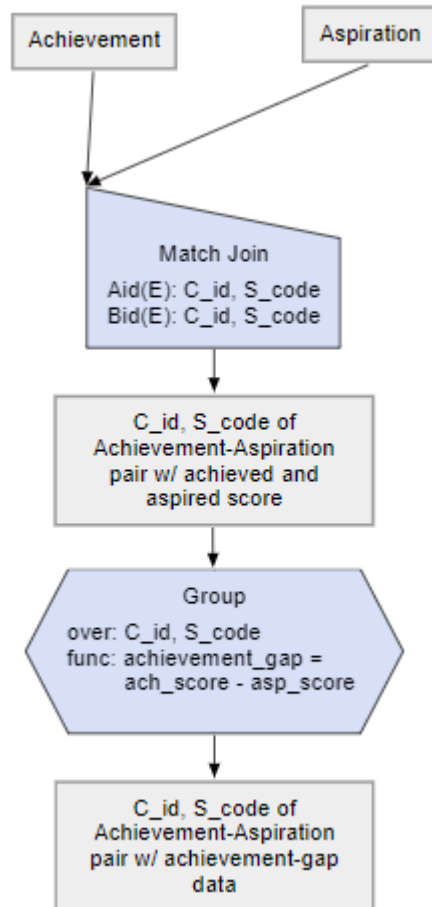 Achievement
Aspiration
Match Join
Aid(E): C_id, S_code
Bid(E): C_id, S_code
C_id, S_code of
Achievement-Aspiration
pair w/ achieved and
aspired score
Group
over: C_id, S_code
func: achievement_gap =
ach_score - asp_score
C_id, S_code of
Achievement-Aspiration
pair w/ achievement-gap
data